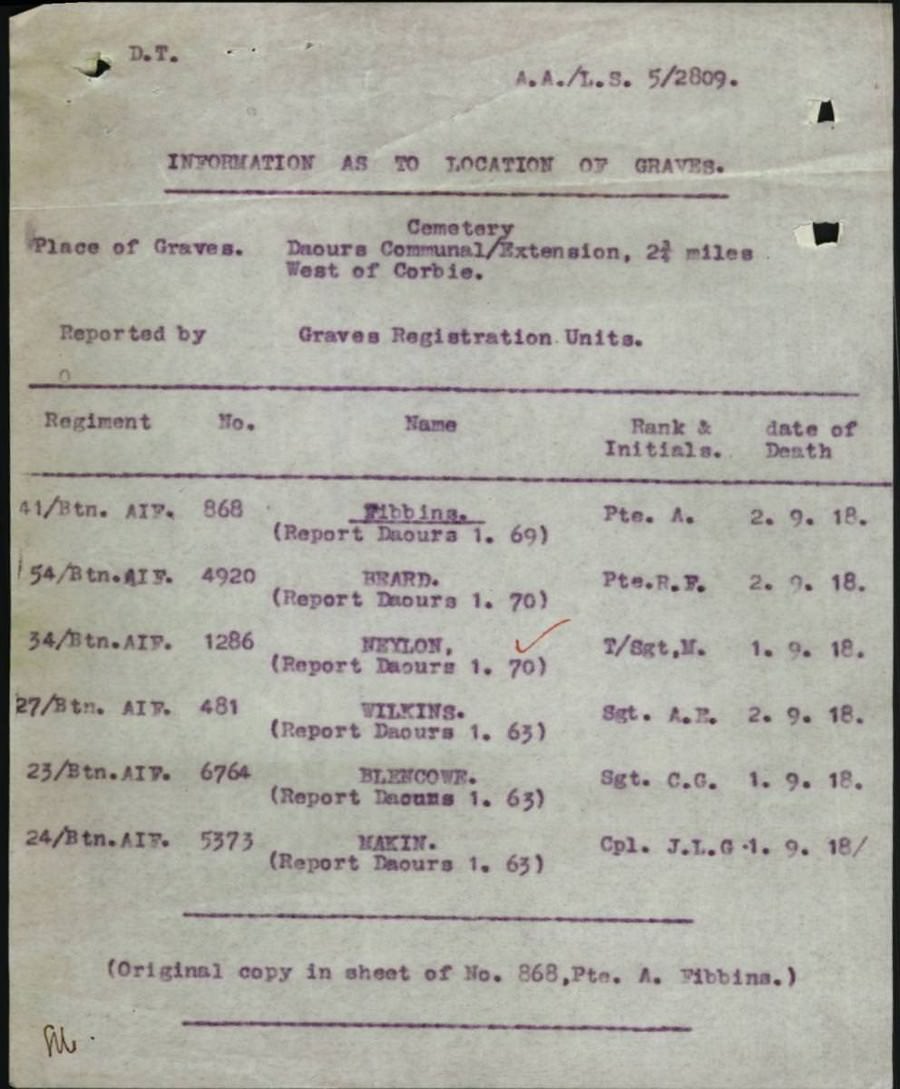 D.T.
A.A./L.S. 5/2809.
INFORMATION AS TO LOCATION OF GRAVES.
Cemetery
Place of Graves. Daours Communal/Extension, 2¾ miles
West of Corbie.
Reported by Graves Registration Units.
Regiment No. Name Rank & date of
Initials. Death
41/Btn. AIF. 868 Fibbins. Pte. A. 2. 9. 18.
(Report Daours 1. 69)
54/Btn.AIF. 4920 BEARD. Pte.R.F. 2. 9. 18.
(Report Daours 1. 70)
34/Btn.AIF. 1286 NEYLON, T/Sgt,M. 1. 9. 18.
(Report Daours 1. 70)
27/Btn. AIF. 481 WILKINS. Sgt. A.E. 2. 9. 18.
(Report Daours 1. 63)
23/Btn.AIF. 6764 BLENCOWE. Sgt. C.G. 1. 9. 18.
(Report Daouns 1. 63)
24/Btn.AIF. 5373 MAKIN. Cpl. J.L.G 1. 9. 18/
(Report Daours 1. 63)
(Original copy in sheet of No. 868,Pte. A. Fibbins.)